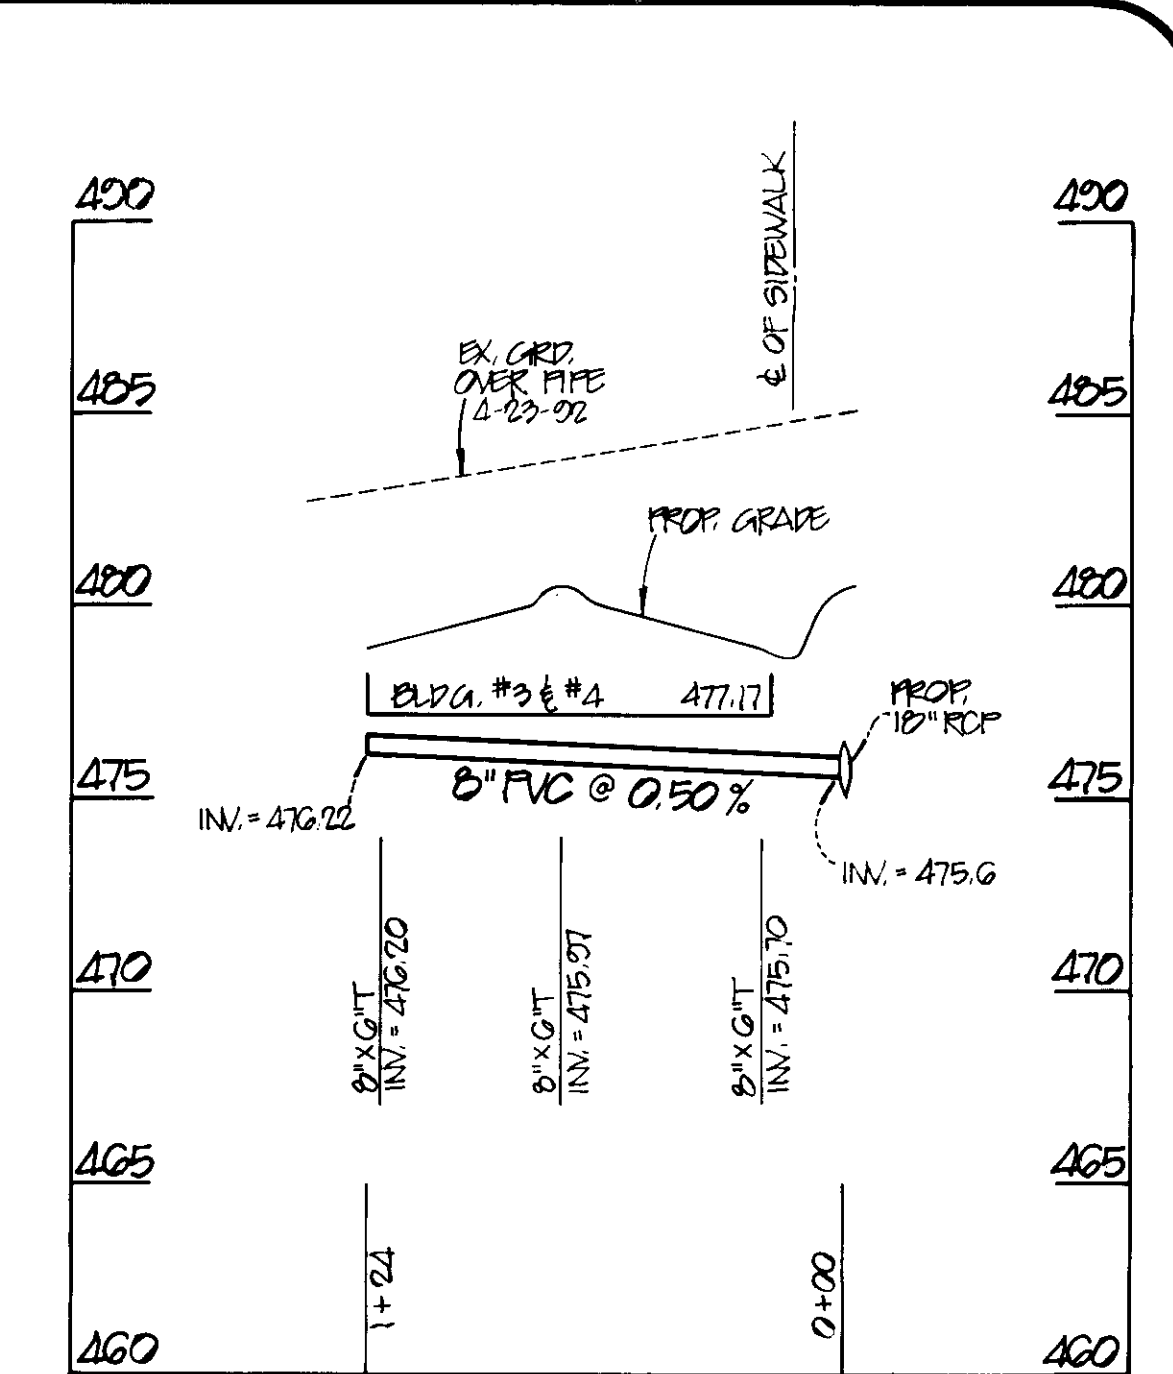 490
490
℄ OF SIDEWALK
EX. GRD.
OVER PIPE
4-23-92
485
485
PROP. GRADE
480
480
BLDG. #3 & #4 477.17
PROP.
18" RCP
475
475
8" PVC @ 0.50 %
INV. = 476.22
INV. = 475.6
470
470
8"x6"T
INV. = 476.20
8"x6"T
INV. = 475.97
8"x6"T
INV. = 475.70
465
465
1+24
0+00
460
460